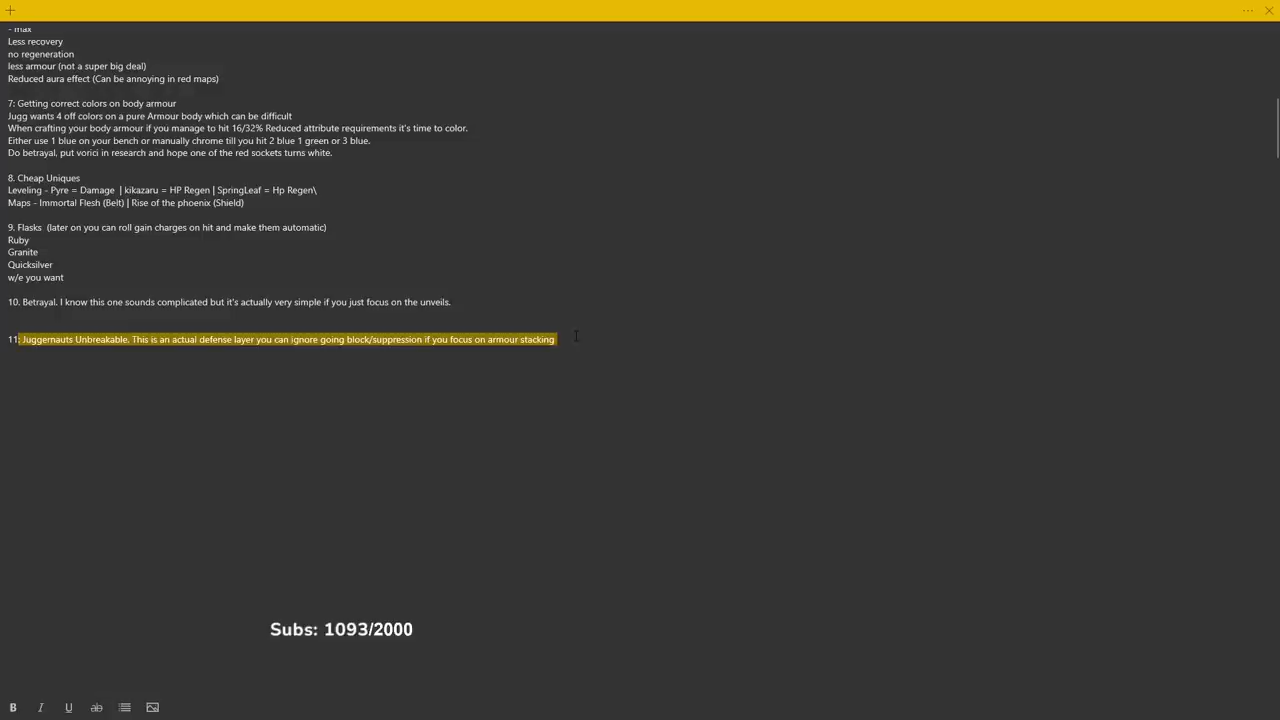 - max
Less recovery
no regeneration
less armour (not a super big deal)
Reduced aura effect (Can be annoying in red maps)
7: Getting correct colors on body armour
Jugg wants 4 off colors on a pure Armour body which can be difficult
When crafting your body armour if you manage to hit 16/32% Reduced attribute requirements it's time to color.
Either use 1 blue on your bench or manually chrome till you hit 2 blue 1 green or 3 blue.
Do betrayal, put vorici in research and hope one of the red sockets turns white.
8. Cheap Uniques
Leveling - Pyre = Damage | kikazaru = HP Regen | SpringLeaf = Hp Regen\
Maps - Immortal Flesh (Belt) | Rise of the phoenix (Shield)
9. Flasks (later on you can roll gain charges on hit and make them automatic)
Ruby
Granite
Quicksilver
w/e you want
10. Betrayal. I know this one sounds complicated but it's actually very simple if you just focus on the unveils.
11: Juggernauts Unbreakable. This is an actual defense layer you can ignore going block/suppression if you focus on armour stacking
Subs: 1093/2000
B I U ab